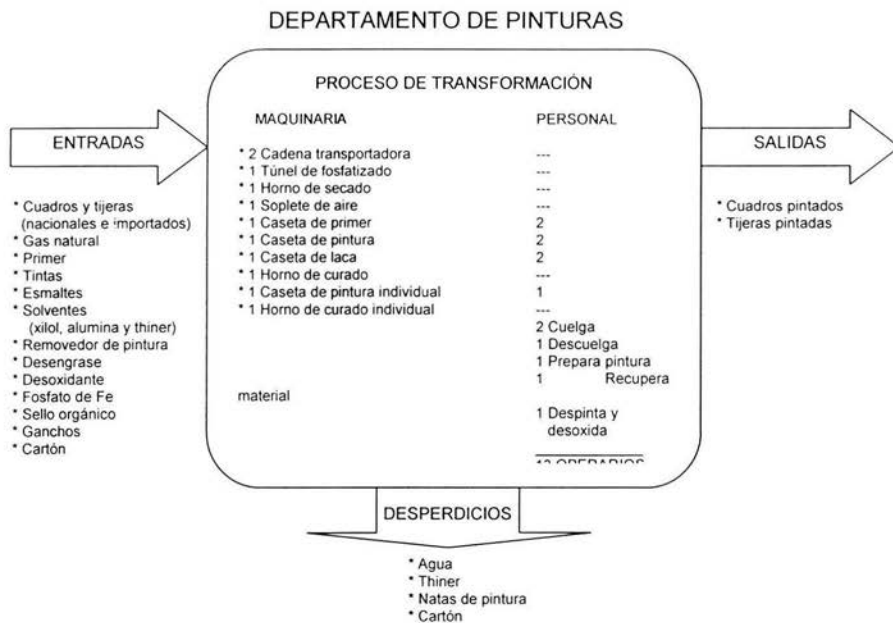 DEPARTAMENTO DE PINTURAS
PROCESO DE TRANSFORMACIÓN
ENTRADAS
* Cuadros y tijeras
(nacionales e importados)
* Gas natural
* Primer
* Tintas
* Esmaltes
* Solventes
(xilol, alumina y thiner)
* Removedor de pintura
* Desengrase
* Desoxidante
* Fosfato de Fe
* Sello orgánico
* Ganchos
* Cartón
MAQUINARIA PERSONAL
* 2 Cadena transportadora ---
* 1 Túnel de fosfatizado ---
* 1 Horno de secado ---
* 1 Soplete de aire ---
* 1 Caseta de primer 2
* 1 Caseta de pintura 2
* 1 Caseta de laca 2
* 1 Horno de curado ---
* 1 Caseta de pintura individual 1
* 1 Horno de curado individual ---
2 Cuelga
1 Descuelga
1 Prepara pintura
1 Recupera
material
1 Despinta y
desoxida
13 OPERARIOS
SALIDAS
* Cuadros pintados
* Tijeras pintadas
DESPERDICIOS
* Agua
* Thiner
* Natas de pintura
* Cartón